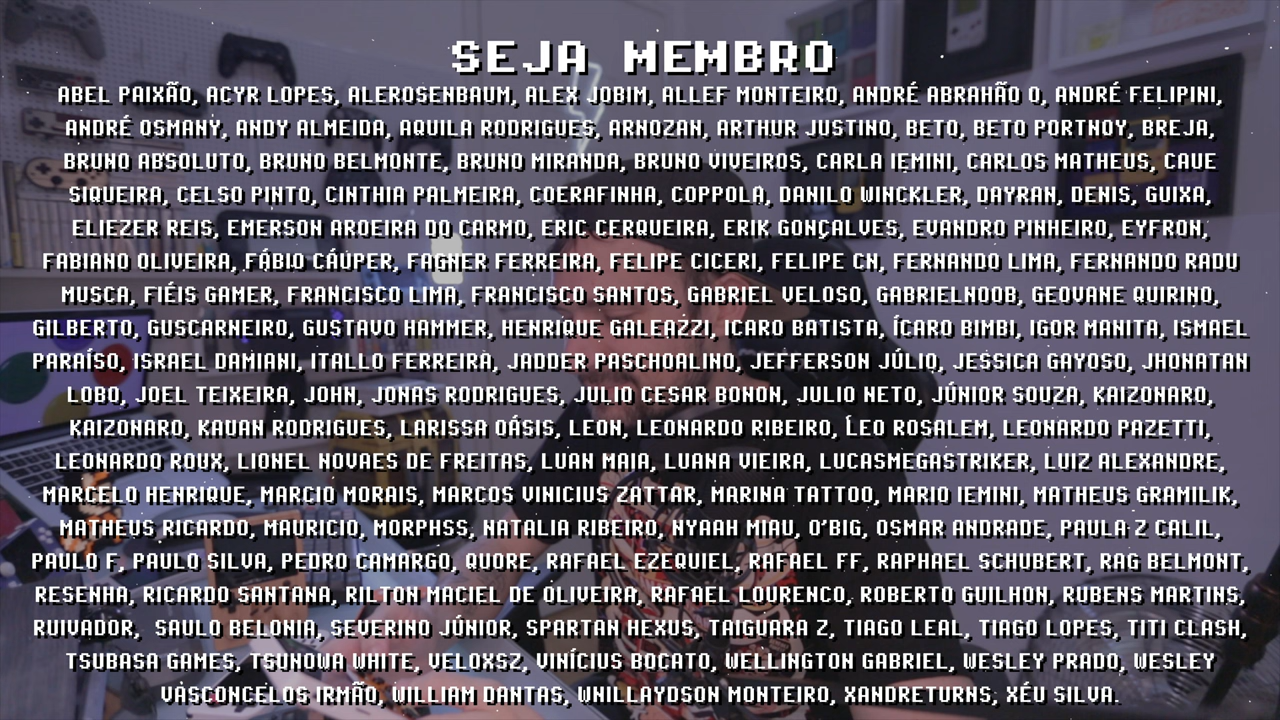 SEJA MEMBRO
ABEL PAIXÃO, ACYR LOPES, ALEROSENBAUM, ALEX JOBIM, ALLEF MONTEIRO, ANDRÉ ABRAHÃO O, ANDRÉ FELIPINI,
ANDRÉ OSMANY, ANDY ALMEIDA, AQUILA RODRIGUES, ARNOZAN, ARTHUR JUSTINO, BETO, BETO PORTNOY, BREJA,
BRUNO ABSOLUTO, BRUNO BELMONTE, BRUNO MIRANDA, BRUNO VIVEIROS, CARLA IEMINI, CARLOS MATHEUS, CAUE
SIQUEIRA, CELSO PINTO, CINTHIA PALMEIRA, COERAFINHA, COPPOLA, DANILO WINCKLER, DAYRAN, DENIS, GUIXA,
ELIEZER REIS, EMERSON AROEIRA DO CARMO, ERIC CERQUEIRA, ERIK GONÇALVES, EVANDRO PINHEIRO, EYFRON,
FABIANO OLIVEIRA, FÁBIO CÁUPER, FAGNER FERREIRA, FELIPE CICERI, FELIPE CN, FERNANDO LIMA, FERNANDO RADU
MUSCA, FIÉIS GAMER, FRANCISCO LIMA, FRANCISCO SANTOS, GABRIEL VELOSO, GABRIELNOOB, GEOVANE QUIRINO,
GILBERTO, GUSCARNEIRO, GUSTAVO HAMMER, HENRIQUE GALEAZZI, ICARO BATISTA, ÍCARO BIMBI, IGOR MANITA, ISMAEL
PARAÍSO, ISRAEL DAMIANI, ITALLO FERREIRA, JADDER PASCHOALINO, JEFFERSON JÚLIO, JESSICA GAYOSO, JHONATAN
LOBO, JOEL TEIXEIRA, JOHN, JONAS RODRIGUES, JULIO CESAR BONON, JULIO NETO, JÚNIOR SOUZA, KAIZONARO,
KAIZONARO, KAUAN RODRIGUES, LARISSA OÁSIS, LEON, LEONARDO RIBEIRO, LEO ROSALEM, LEONARDO PAZETTI,
LEONARDO ROUX, LIONEL NOVAES DE FREITAS, LUAN MAIA, LUANA VIEIRA, LUCASMEGASTRIKER, LUIZ ALEXANDRE,
MARCELO HENRIQUE, MARCIO MORAIS, MARCOS VINICIUS ZATTAR, MARINA TATTOO, MARIO IEMINI, MATHEUS GRAMILIK,
MATHEUS RICARDO, MAURICIO, MORPHSS, NATALIA RIBEIRO, NYAAH MIAU, O'BIG, OSMAR ANDRADE, PAULA Z CALIL,
PAULO F, PAULO SILVA, PEDRO CAMARGO, QUORE, RAFAEL EZEQUIEL, RAFAEL FF, RAPHAEL SCHUBERT, RAG BELMONT,
RESENHA, RICARDO SANTANA, RILTON MACIEL DE OLIVEIRA, RAFAEL LOURENCO, ROBERTO GUILHON, RUBENS MARTINS,
RUIVADOR, SAULO BELONIA, SEVERINO JÚNIOR, SPARTAN HEXUS, TAIGUARA Z, TIAGO LEAL, TIAGO LOPES, TITI CLASH,
TSUBASA GAMES, TSUNOWA WHITE, VELOXSZ, VINÍCIUS BOCATO, WELLINGTON GABRIEL, WESLEY PRADO, WESLEY
VASCONCELOS IRMÃO, WILLIAM DANTAS, WNILLAYDSON MONTEIRO, XANDRETURNS, XÉU SILVA.